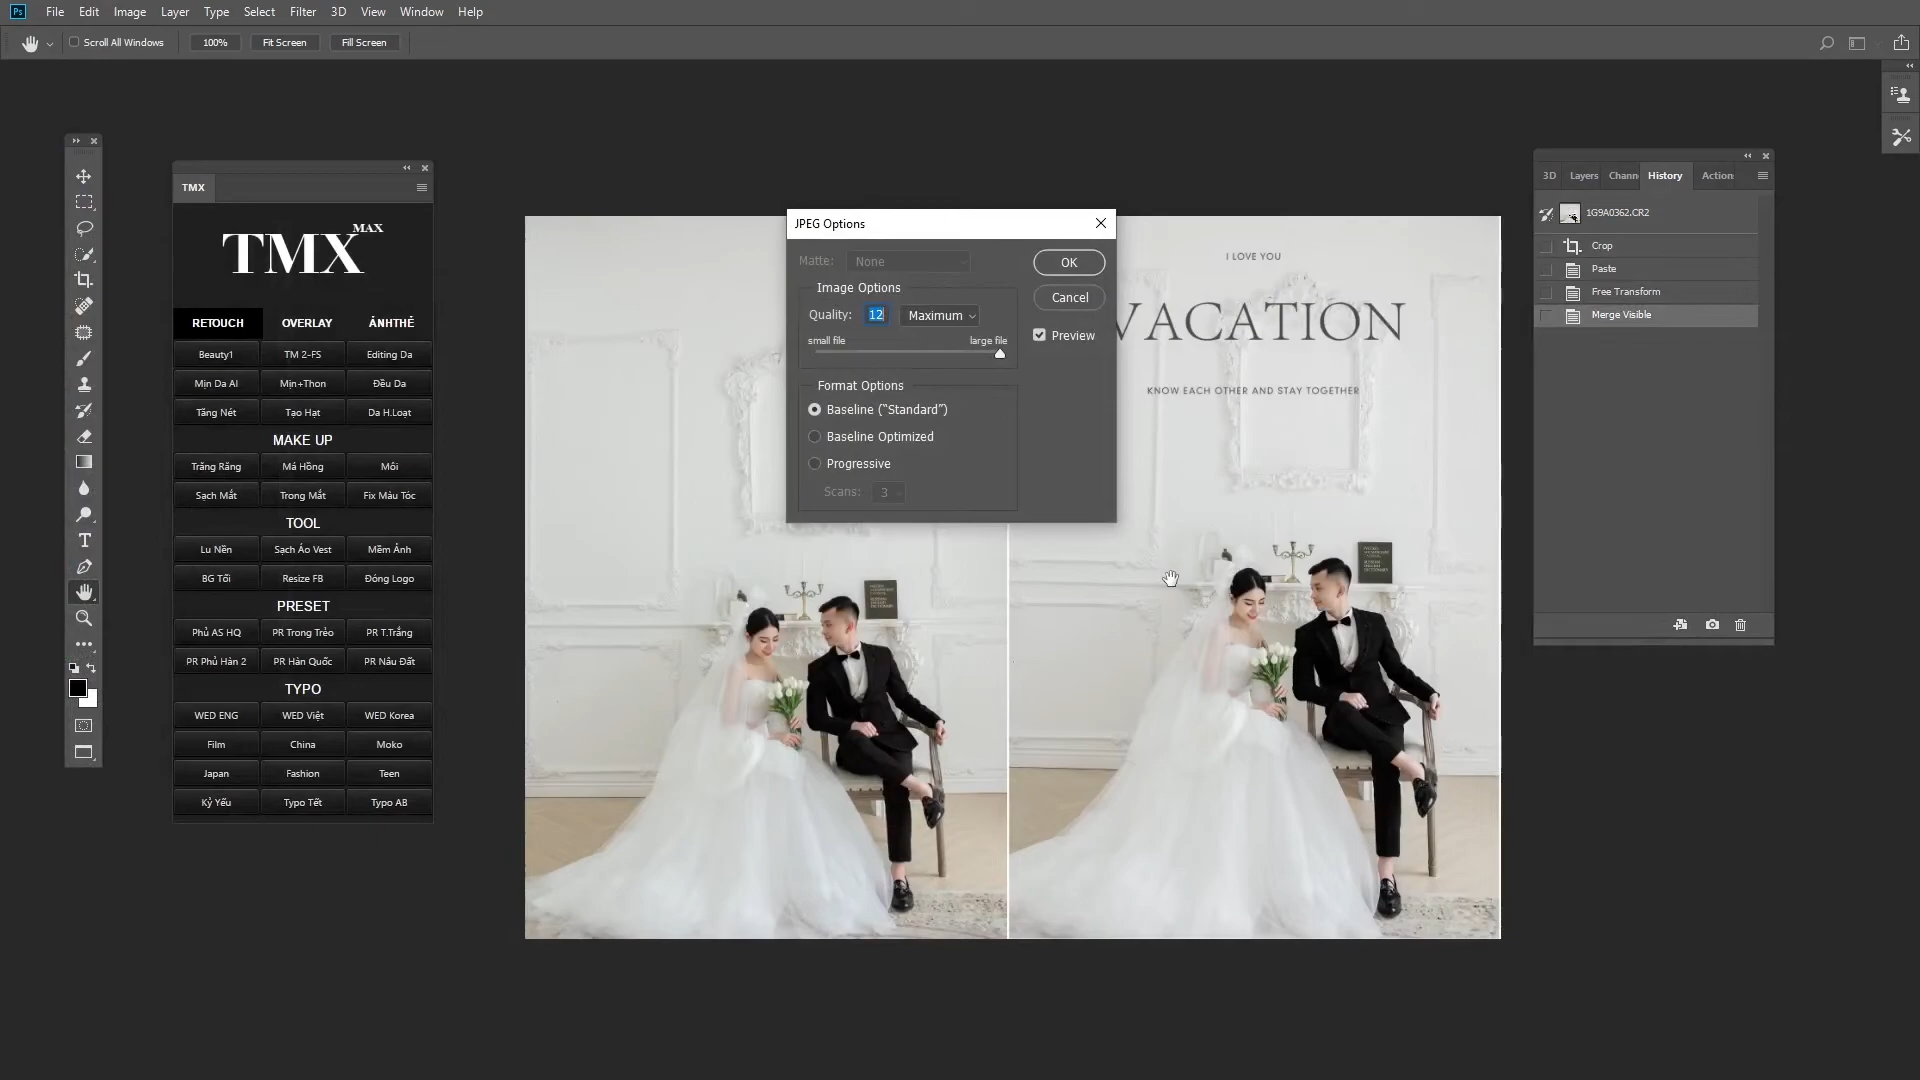 Ps File Edit Image Layer Type Select Filter 3D View Window Help
Scroll All Windows 100% Fit Screen Fill Screen
TMX
TMX MAX
RETOUCH OVERLAY ẢNHTHẺ
Beauty1 TM 2-FS Editing Da
Mịn Da AI Mịn+Thon Đều Da
Tăng Nét Tạo Hạt Da H.Loạt
MAKE UP
Trắng Răng Má Hồng Môi
Sạch Mắt Trong Mắt Fix Màu Tóc
TOOL
Lu Nền Sạch Áo Vest Mềm Ảnh
BG Tối Resize FB Đóng Logo
PRESET
Phủ AS HQ PR Trong Trẻo PR T.Trắng
PR Phủ Hàn 2 PR Hàn Quốc PR Nâu Đất
TYPO
WED ENG WED Việt WED Korea
Film China Moko
Japan Fashion Teen
Kỷ Yếu Typo Tết Typo AB
JPEG Options
Matte: None
OK
Image Options
Cancel
Quality: 12 Maximum
Preview
small file large file
Format Options
Baseline ("Standard")
Baseline Optimized
Progressive
Scans: 3
I LOVE YOU
VACATION
KNOW EACH OTHER AND STAY TOGETHER
3D Layers Chann History Action
1G9A0362.CR2
Crop
Paste
Free Transform
Merge Visible